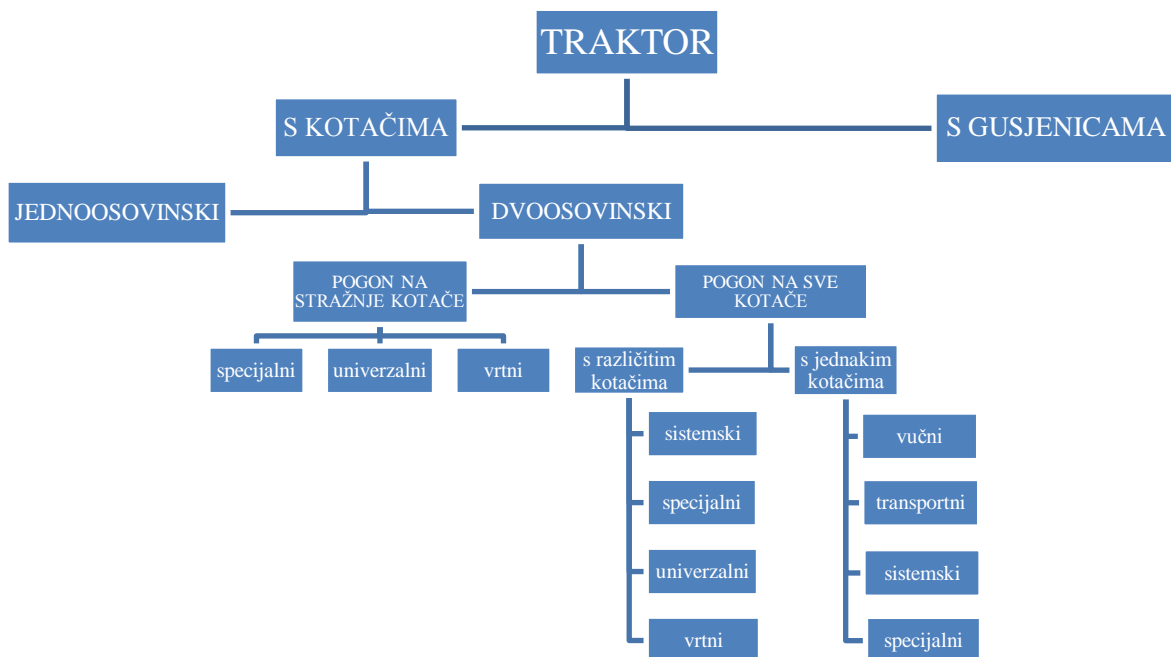 TRAKTOR
S KOTAČIMA
S GUSJENICAMA
JEDNOOSOVINSKI
DVOOSOVINSKI
POGON NA
STRAŽNJE KOTAČE
POGON NA SVE
KOTAČE
specijalni
univerzalni
vrtni
s različitim
kotačima
s jednakim
kotačima
sistemski
specijalni
univerzalni
vrtni
vučni
transportni
sistemski
specijalni